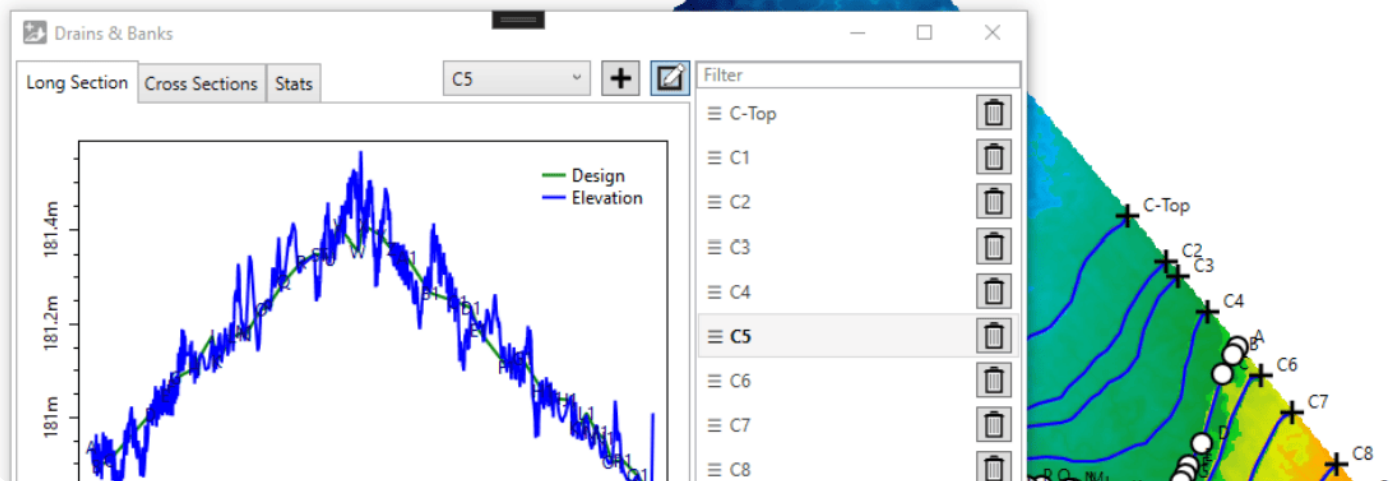 Drains & Banks
Long Section
Cross Sections
Stats
C5
Filter
C-Top
C1
C2
C3
C4
C5
C6
C7
C8
Design
Elevation
181.4m
181.2m
181m
C-Top
C2
C3
C4
A
B
C
C6
C7
D
C8